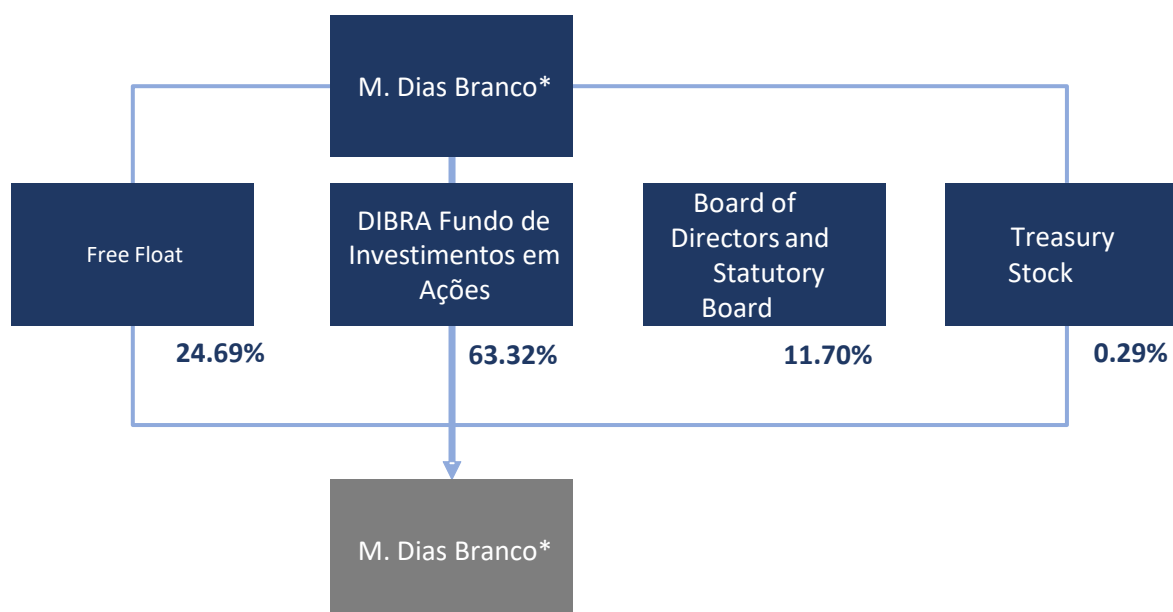 M. Dias Branco*
Free Float
DIBRA Fundo de
Investimentos em
Ações
Board of
Directors and
Statutory
Board
Treasury
Stock
24.69%
63.32%
11.70%
0.29%
M. Dias Branco*